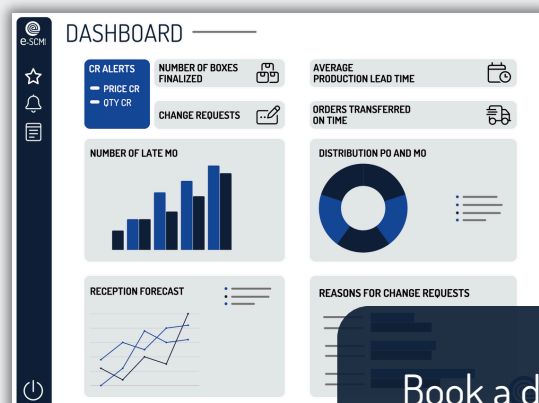 e-SCMI
DASHBOARD
CR ALERTS
PRICE CR
QTY CR
NUMBER OF BOXES
FINALIZED
CHANGE REQUESTS
AVERAGE
PRODUCTION LEAD TIME
ORDERS TRANSFERRED
ON TIME
NUMBER OF LATE MO
DISTRIBUTION PO AND MO
RECEPTION FORECAST
REASONS FOR CHANGE REQUESTS
Book a d